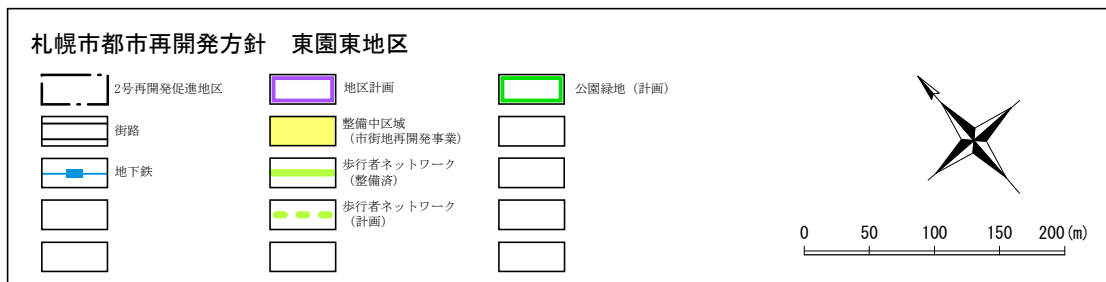 札幌市都市再開発方針　東園東地区
2号再開発促進地区
街路
地下鉄
地区計画
整備中区域
（市街地再開発事業）
歩行者ネットワーク
（整備済）
歩行者ネットワーク
（計画）
公園緑地（計画）
0 50 100 150 200(m)